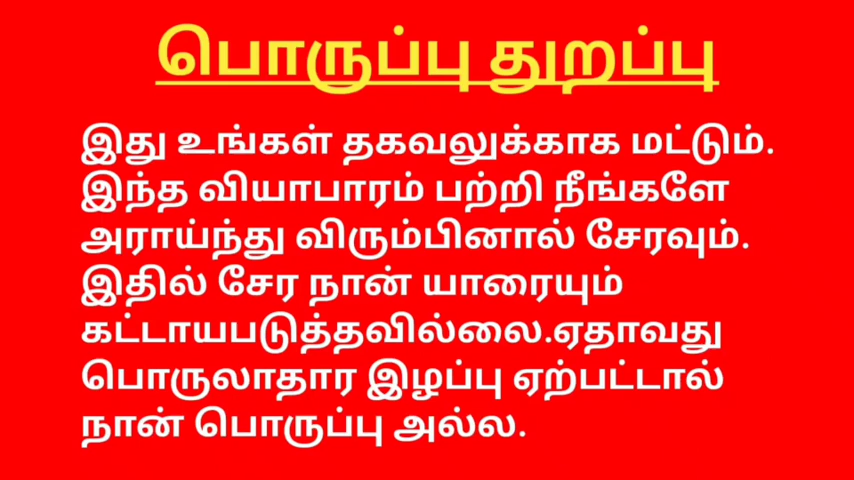 பொருப்பு துறப்பு
இது உங்கள் தகவலுக்காக மட்டும்.
இந்த வியாபாரம் பற்றி நீங்களே
அராய்ந்து விரும்பினால் சேரவும்.
இதில் சேர நான் யாரையும்
கட்டாயபடுத்தவில்லை.ஏதாவது
பொருலாதார இழப்பு ஏற்பட்டால்
நான் பொருப்பு அல்ல.